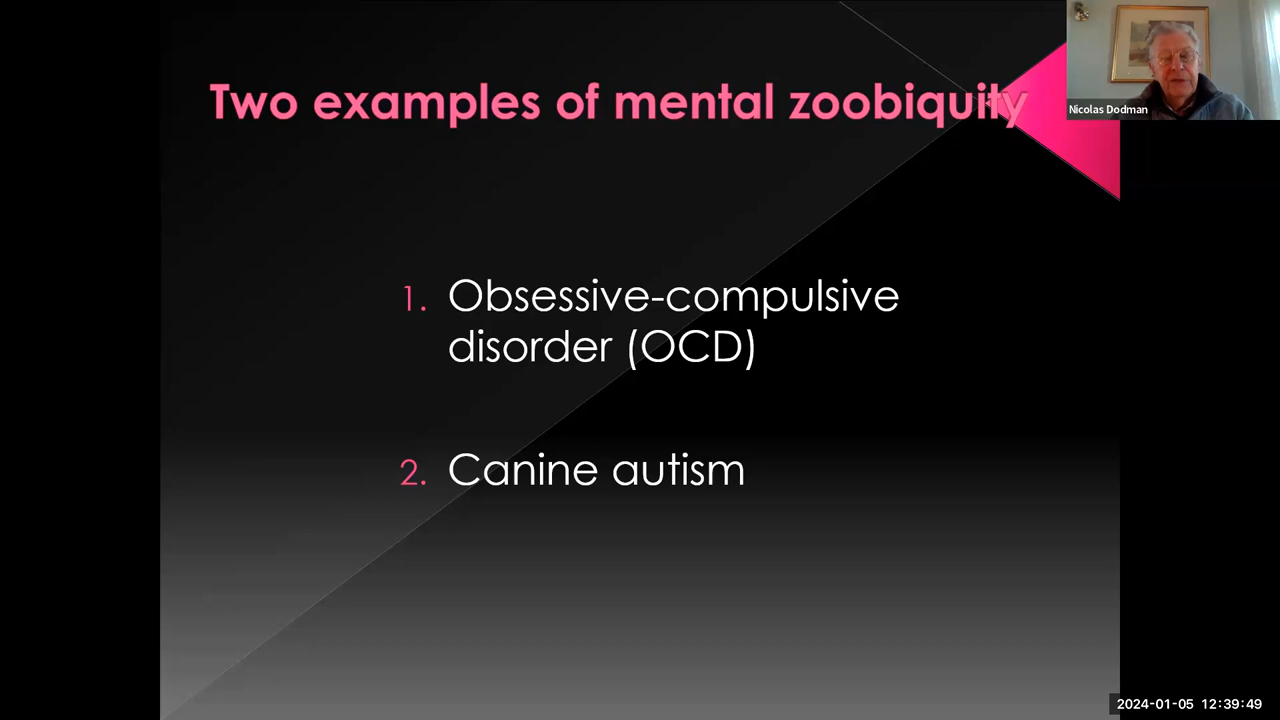 Two examples of mental zoobiquity
Nicolas Dodman
1. Obsessive-compulsive
disorder (OCD)
2. Canine autism
2024-01-05 12:39:49